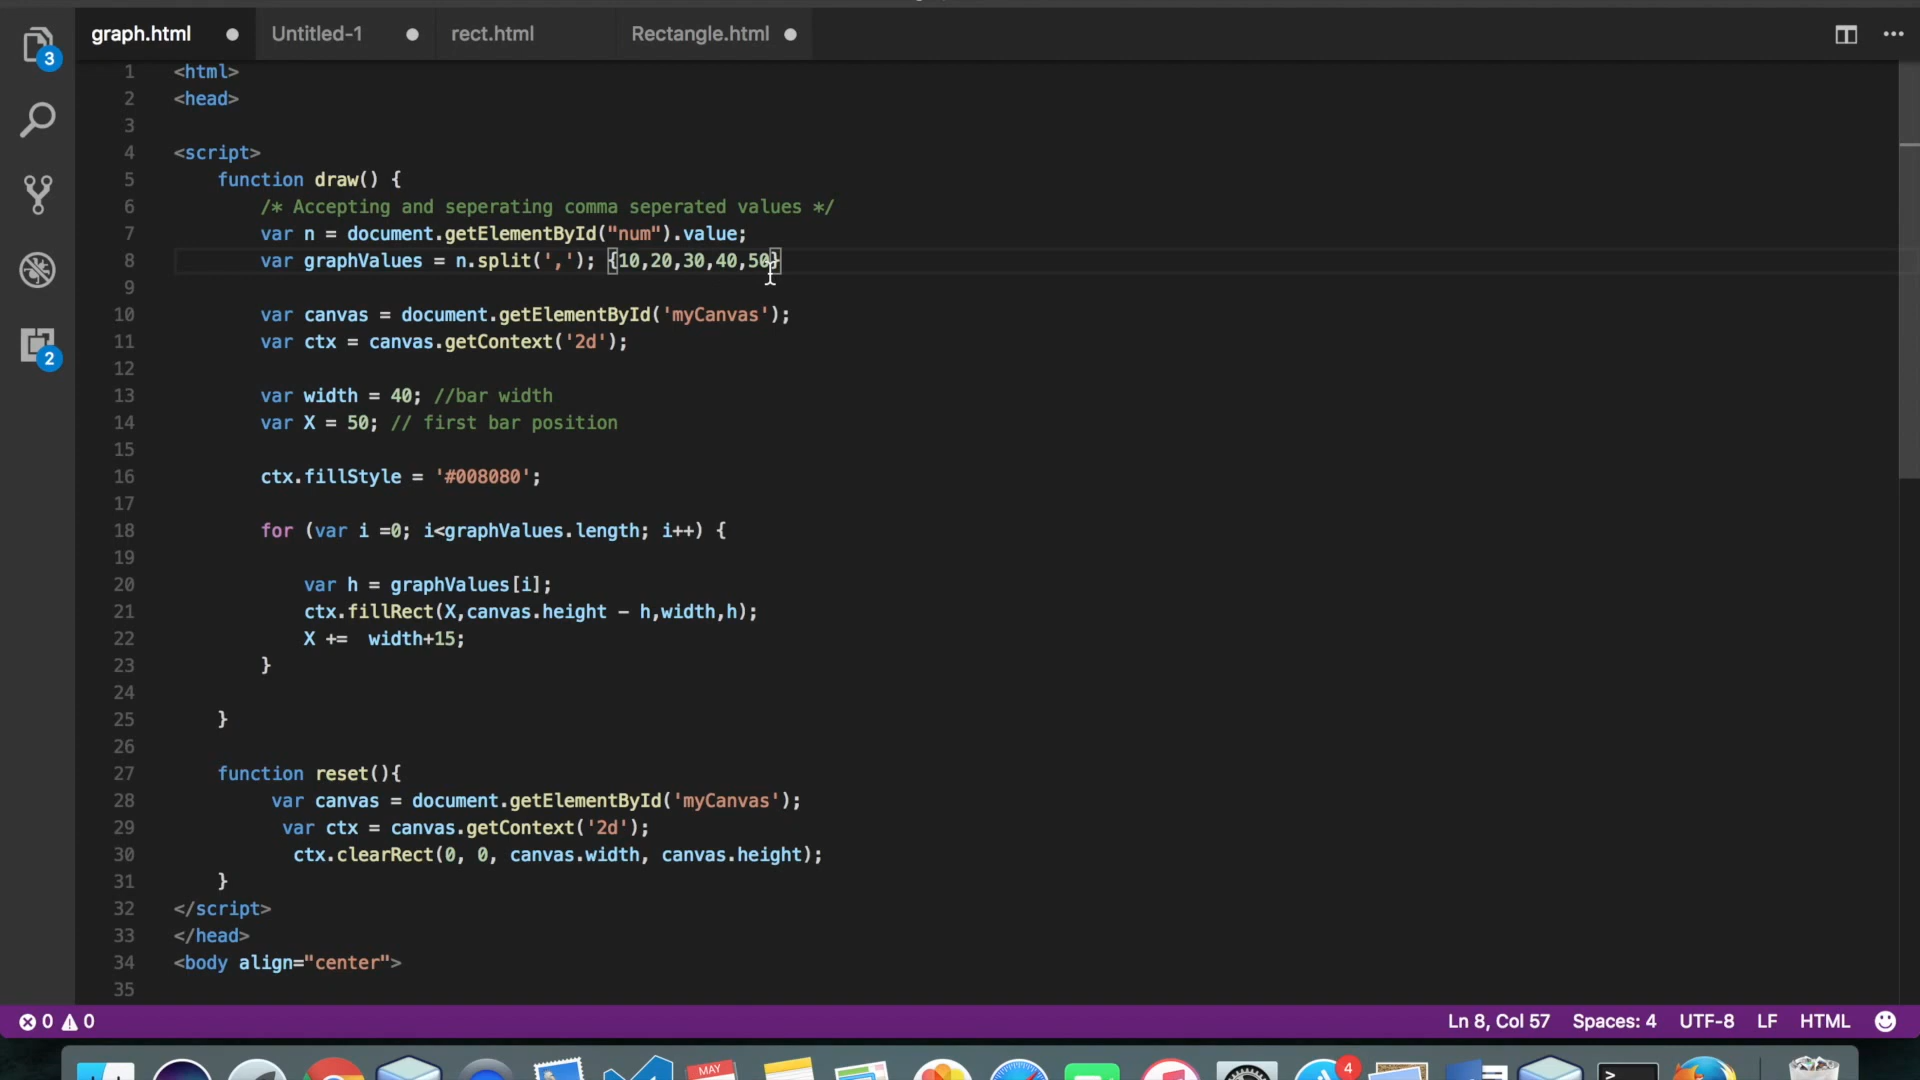 graph.html
Untitled-1
rect.html
Rectangle.html
3
2
1 <html>
2 <head>
3
4 <script>
5 function draw() {
6 /* Accepting and seperating comma seperated values */
7 var n = document.getElementById("num").value;
8 var graphValues = n.split(','); {10,20,30,40,50}
9
10 var canvas = document.getElementById('myCanvas');
11 var ctx = canvas.getContext('2d');
12
13 var width = 40; //bar width
14 var X = 50; // first bar position
15
16 ctx.fillStyle = '#008080';
17
18 for (var i =0; i<graphValues.length; i++) {
19
20 var h = graphValues[i];
21 ctx.fillRect(X,canvas.height - h,width,h);
22 X +=  width+15;
23 }
24
25 }
26
27 function reset(){
28 var canvas = document.getElementById('myCanvas');
29 var ctx = canvas.getContext('2d');
30 ctx.clearRect(0, 0, canvas.width, canvas.height);
31 }
32 </script>
33 </head>
34 <body align="center">
35
0 0
Ln 8, Col 57
Spaces: 4
UTF-8
LF
HTML
MAY
4
>